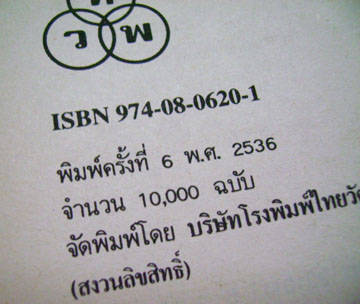 ว พ
ISBN 974-08-0620-1
พิมพ์ครั้งที่ 6 พ.ศ. 2536
จำนวน 10,000 ฉบับ
จัดพิมพ์โดย บริษัทโรงพิมพ์ไทยวั
(สงวนลิขสิทธิ์)